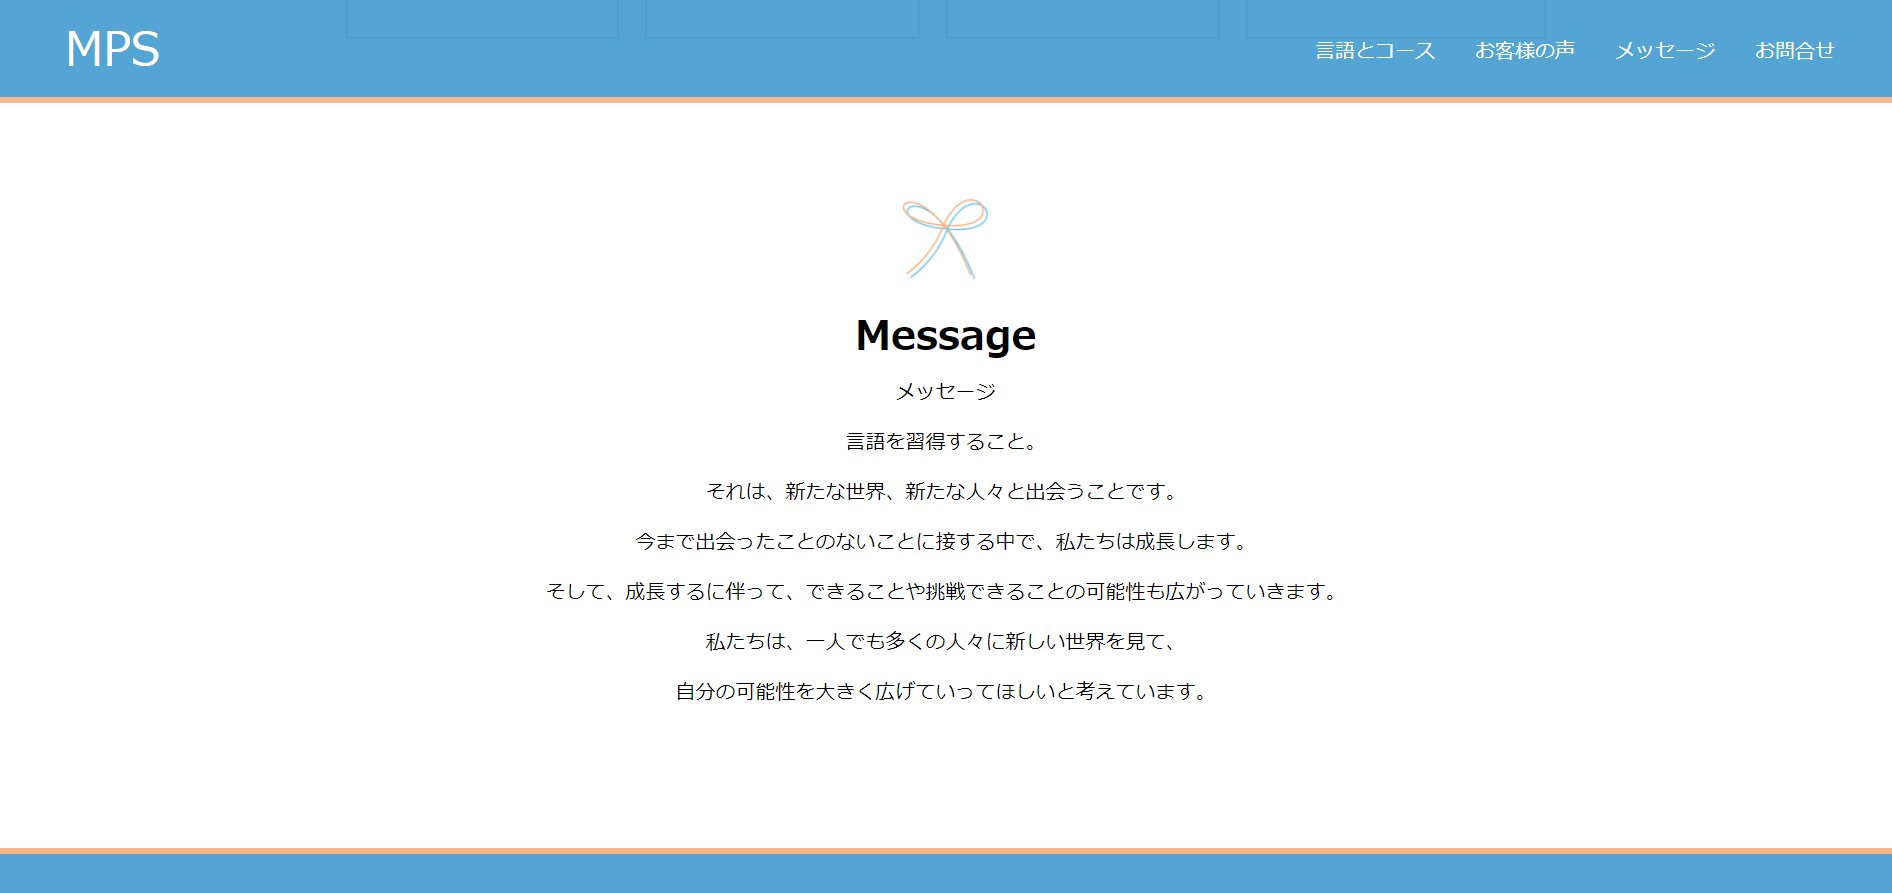 MPS
言語とコース
お客様の声
メッセージ
お問合せ
Message
メッセージ
言語を習得すること。
それは、新たな世界、新たな人々と出会うことです。
今まで出会ったことのないことに接する中で、私たちは成長します。
そして、成長するに伴って、できることや挑戦できることの可能性も広がっていきます。
私たちは、一人でも多くの人々に新しい世界を見て、
自分の可能性を大きく広げていってほしいと考えています。